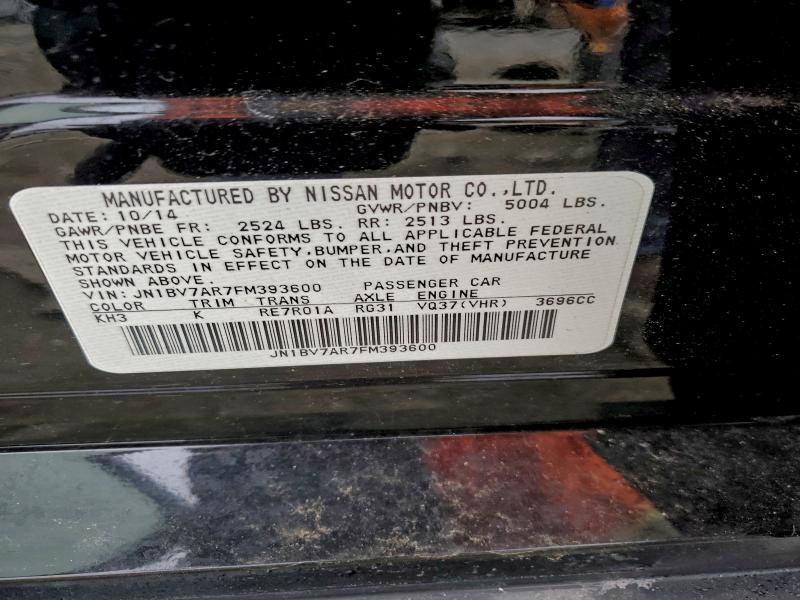 MANUFACTURED BY NISSAN MOTOR CO.,LTD.
DATE: 10/14 GVWR/PNBV: 5004 LBS.
GAWR/PNBE FR: 2524 LBS. RR: 2513 LBS.
THIS VEHICLE CONFORMS TO ALL APPLICABLE FEDERAL
MOTOR VEHICLE SAFETY,BUMPER,AND THEFT PREVENTION
STANDARDS IN EFFECT ON THE DATE OF MANUFACTURE
SHOWN ABOVE.
VIN:JN1BV7AR7FM393600 PASSENGER CAR
COLOR TRIM TRANS AXLE ENGINE
KH3 K RE7R01A RG31 VQ37(VHR) 3696CC
JN1BV7AR7FM393600